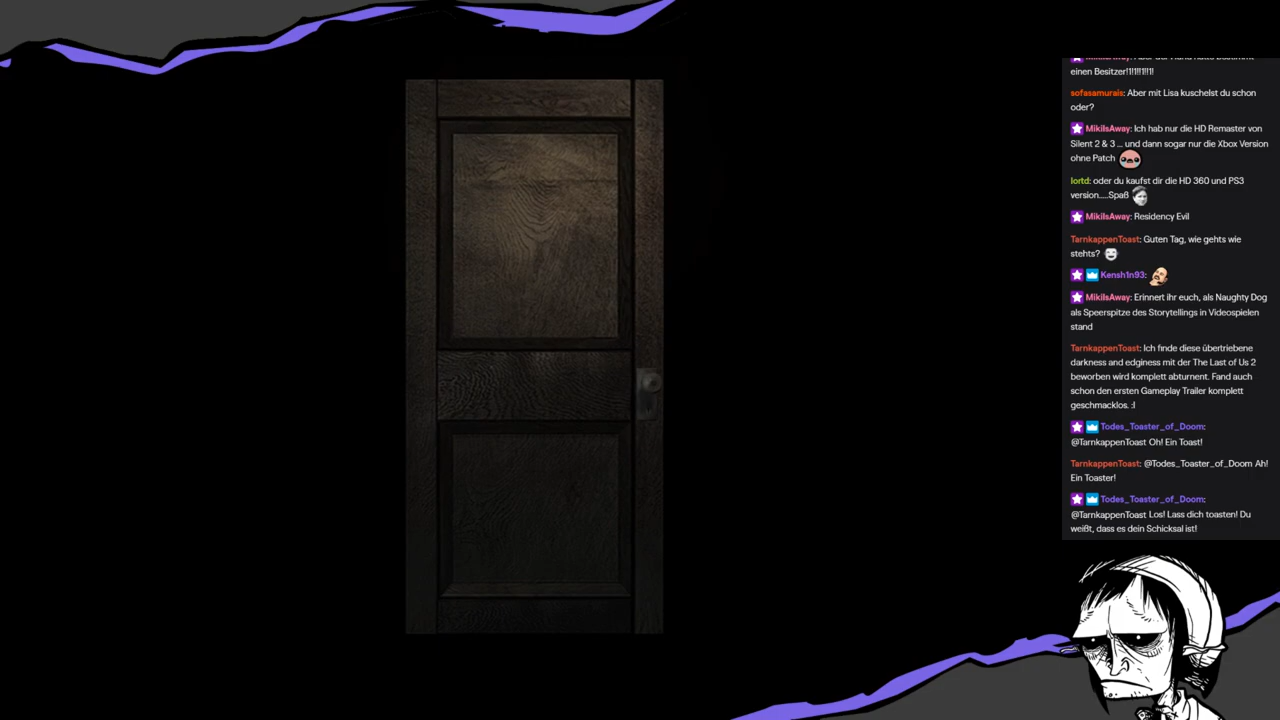 einen Besitzer!1!!1!!1!!1!
sofasamurais: Aber mit Lisa kuschelst du schon
oder?
MikilsAway: Ich hab nur die HD Remaster von
Silent 2 & 3 ... und dann sogar nur die Xbox Version
ohne Patch
lortd: oder du kaufst dir die HD 360 und PS3
version.....Spaß
MikilsAway: Residency Evil
TarnkappenToast: Guten Tag, wie gehts wie
stehts?
Kensh1n93:
MikilsAway: Erinnert ihr euch, als Naughty Dog
als Speerspitze des Storytellings in Videospielen
stand
TarnkappenToast: Ich finde diese übertriebene
darkness and edginess mit der The Last of Us 2
beworben wird komplett abturnent. Fand auch
schon den ersten Gameplay Trailer komplett
geschmacklos. :I
Todes_Toaster_of_Doom:
@TarnkappenToast Oh! Ein Toast!
TarnkappenToast: @Todes_Toaster_of_Doom Ah!
Ein Toaster!
Todes_Toaster_of_Doom:
@TarnkappenToast Los! Lass dich toasten! Du
weißt, dass es dein Schicksal ist!